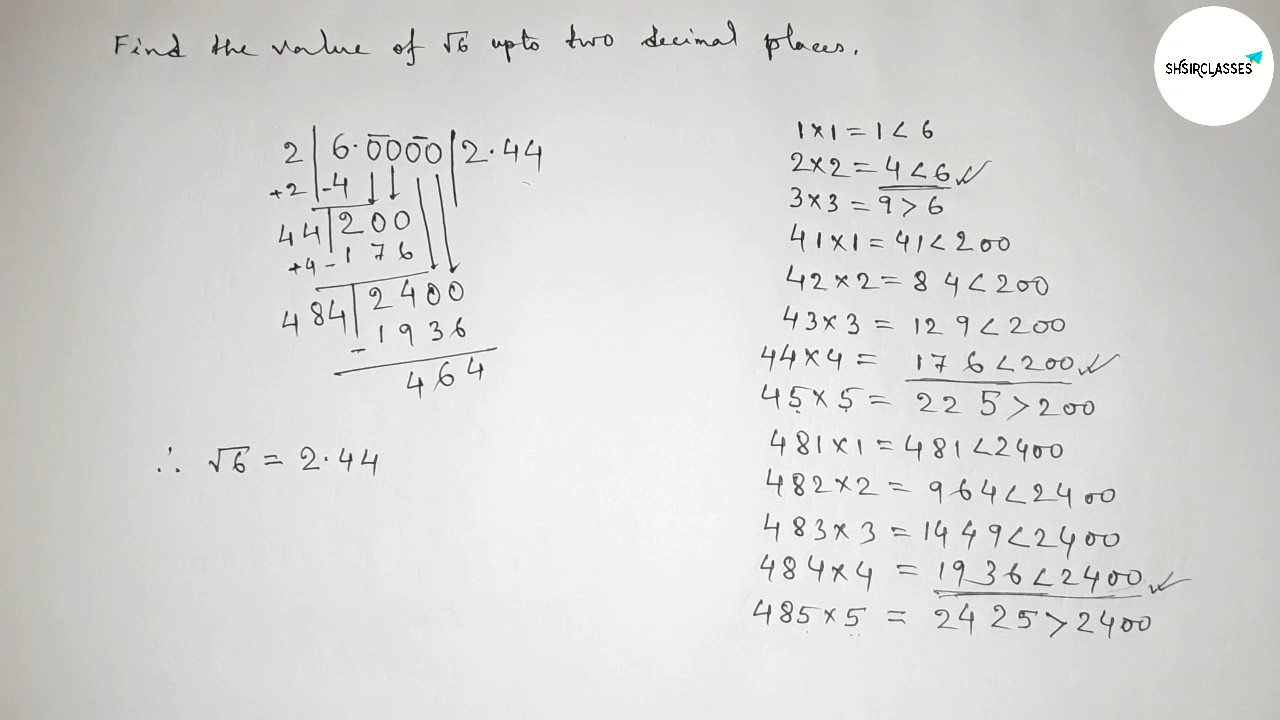 Find the value of √6 upto two decimal places.
SHSIRCLASSES
2 | 6.0000 | 2.44
+2 | -4
44 | 200
+4 - 176
484 | 2400
- 1936
464
∴ √6 = 2.44
1×1 = 1 < 6
2×2 = 4 < 6 ✓
3×3 = 9 > 6
41×1 = 41 < 200
42×2 = 84 < 200
43×3 = 129 < 200
44×4 = 176 < 200 ✓
45×5 = 225 > 200
481×1 = 481 < 2400
482×2 = 964 < 2400
483×3 = 1449 < 2400
484×4 = 1936 < 2400 ✓
485×5 = 2425 > 2400